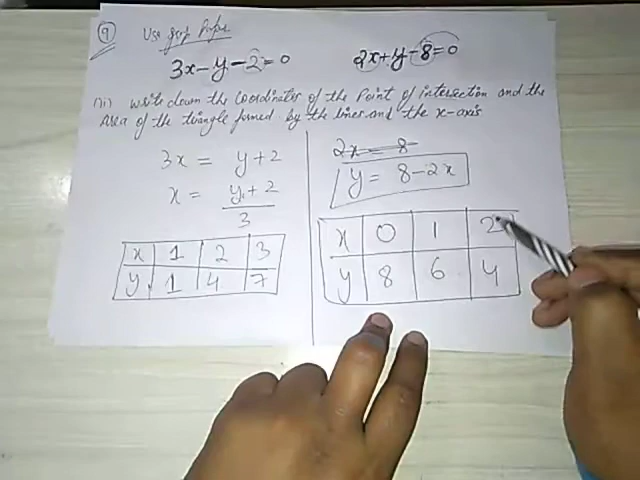 9 Use graph Paper
3x - y - 2 = 0
2x + y - 8 = 0
(ii) write down the Coordinates of the Point of intersection and the
Area of the triangle formed by the lines and the x-axis
3x = y + 2
x = y + 2 / 3
x 1 2 3
y 1 4 7
2x = 8
y = 8 - 2x
x 0 1 2
y 8 6 4